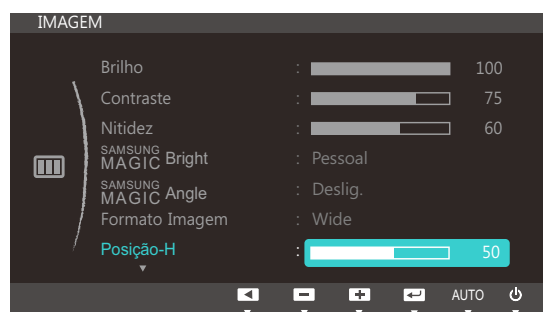 IMAGEM
Brilho : 100
Contraste : 75
Nitidez : 60
SAMSUNG MAGIC Bright : Pessoal
SAMSUNG MAGIC Angle : Deslig.
Formato Imagem : Wide
Posição-H : 50
AUTO